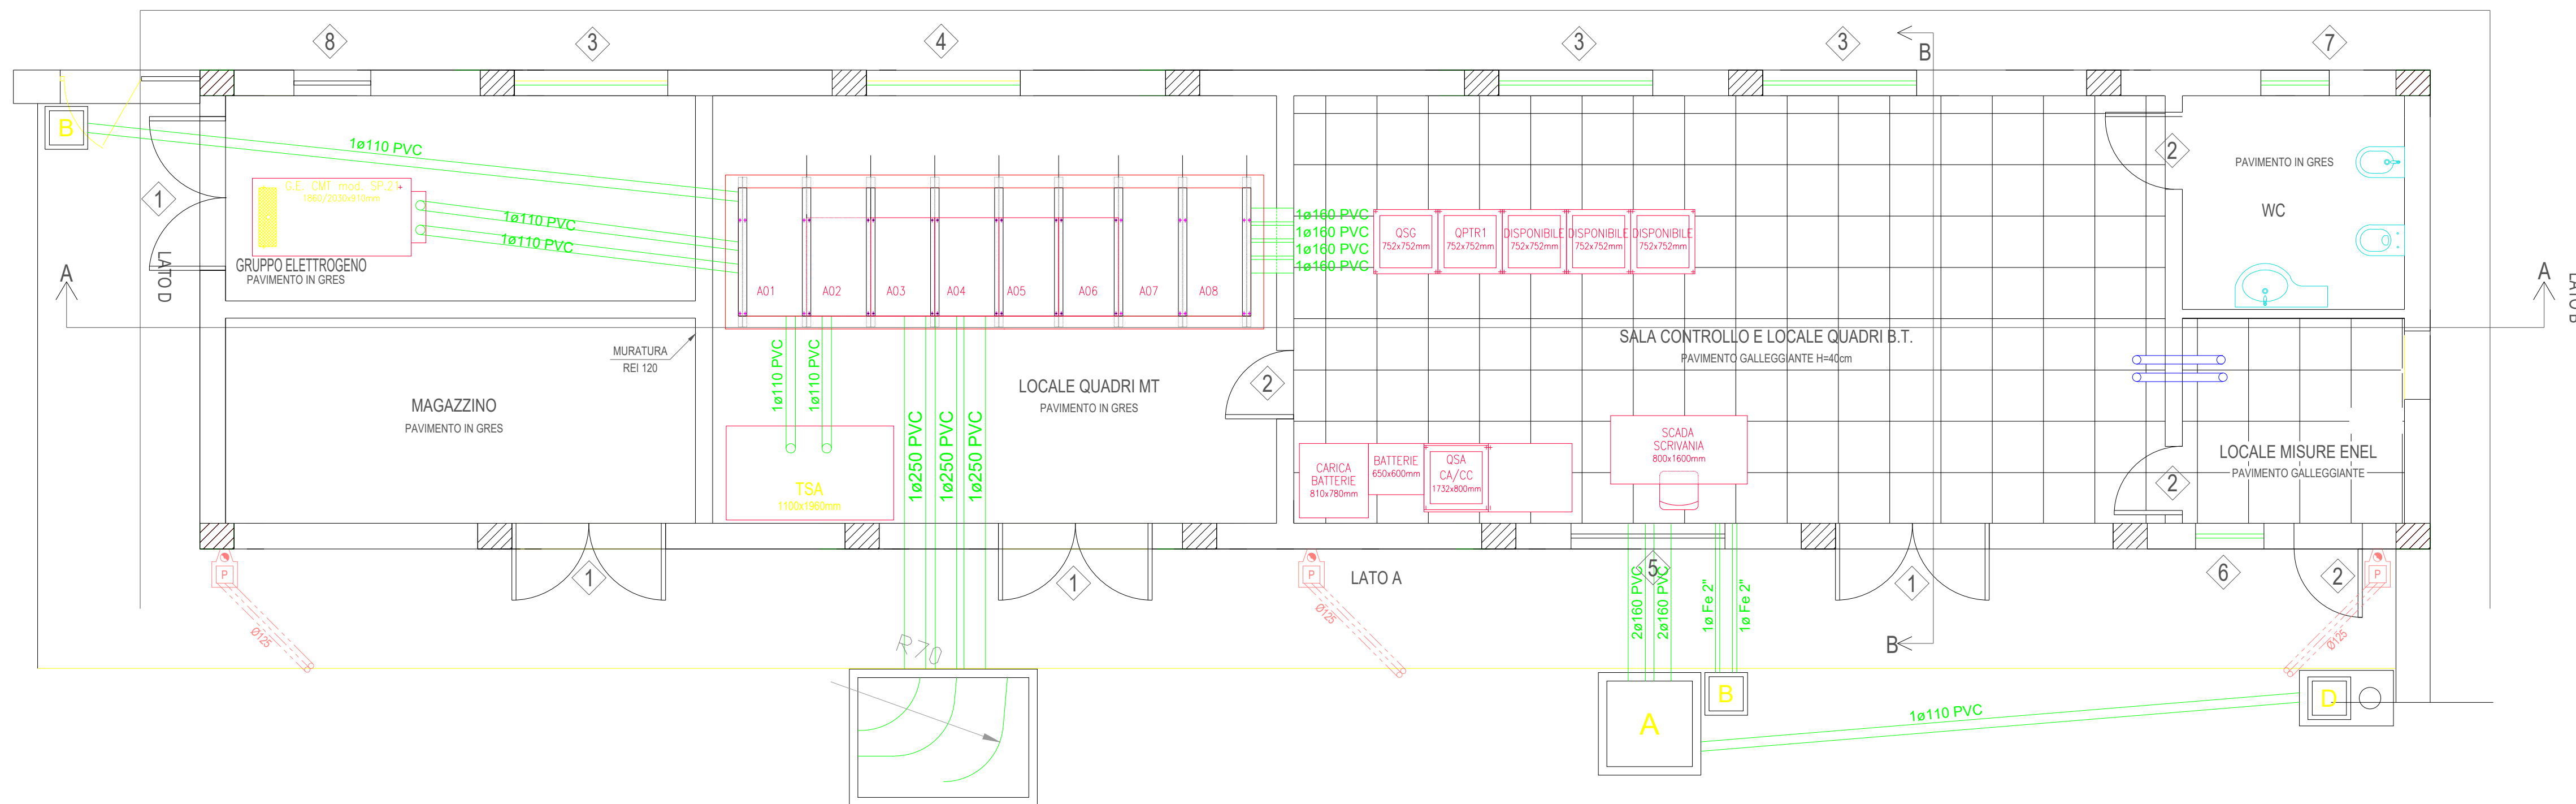 8
3
4
3
3
7
B
B
1ø110 PVC
2
PAVIMENTO IN GRES
WC
G.E. CMT mod. SP.21
1860/2030x910mm
1
1ø110 PVC
1ø110 PVC
GRUPPO ELETTROGENO
PAVIMENTO IN GRES
LATO D
A
A
LATO B
A01
A02
A03
A04
A05
A06
A07
A08
1ø160 PVC
1ø160 PVC
1ø160 PVC
1ø160 PVC
QSG
752x752mm
QPTR1
752x752mm
DISPONIBILE
752x752mm
DISPONIBILE
752x752mm
DISPONIBILE
752x752mm
MURATURA
REI 120
1ø110 PVC
1ø110 PVC
LOCALE QUADRI MT
PAVIMENTO IN GRES
2
SALA CONTROLLO E LOCALE QUADRI B.T.
PAVIMENTO GALLEGGIANTE H=40cm
MAGAZZINO
PAVIMENTO IN GRES
TSA
1100x1960mm
1ø250 PVC
1ø250 PVC
1ø250 PVC
CARICA
BATTERIE
810x780mm
BATTERIE
650x600mm
QSA
CA/CC
1732x800mm
SCADA
SCRIVANIA
800x1600mm
LOCALE MISURE ENEL
PAVIMENTO GALLEGGIANTE
2
P
1
1
P
LATO A
5
1
6
2
P
Ø125
Ø125
Ø125
2ø160 PVC
2ø160 PVC
1ø Fe 2"
1ø Fe 2"
B
R70
A
B
1ø110 PVC
D